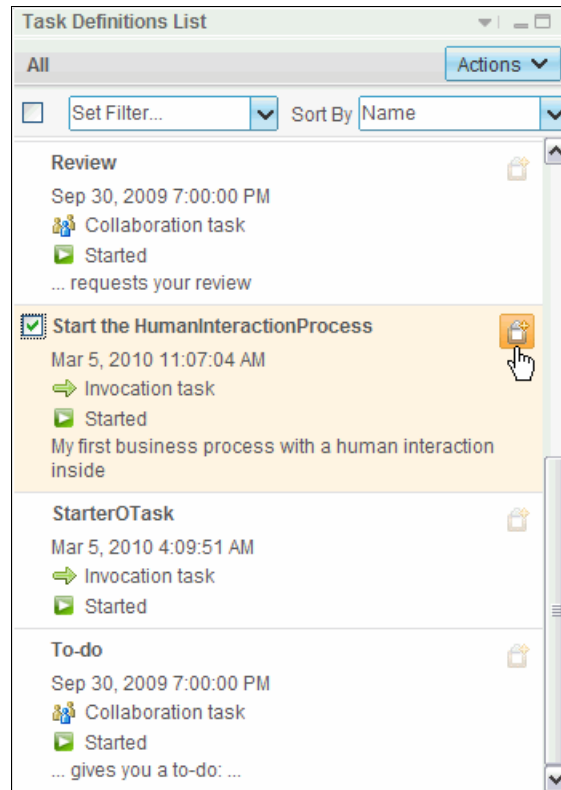 Task Definitions List
All
Actions
Set Filter...
Sort By
Name
Review
Sep 30, 2009 7:00:00 PM
Collaboration task
Started
... requests your review
Start the HumanInteractionProcess
Mar 5, 2010 11:07:04 AM
Invocation task
Started
My first business process with a human interaction
inside
StarterOTask
Mar 5, 2010 4:09:51 AM
Invocation task
Started
To-do
Sep 30, 2009 7:00:00 PM
Collaboration task
Started
... gives you a to-do: ...